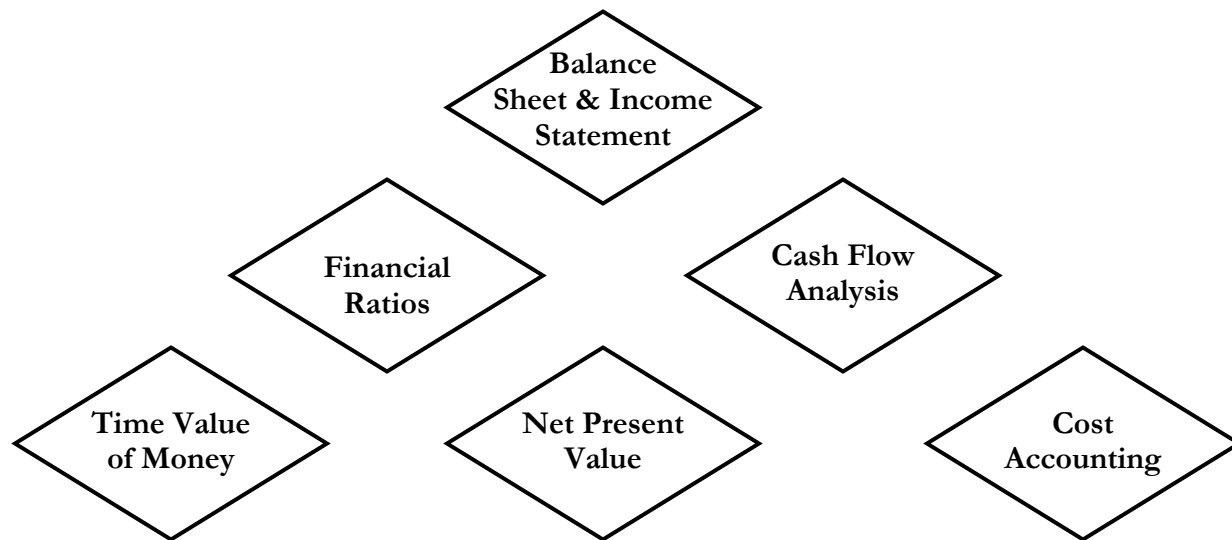 Balance
Sheet & Income
Statement
Financial
Ratios
Cash Flow
Analysis
Time Value
of Money
Net Present
Value
Cost
Accounting